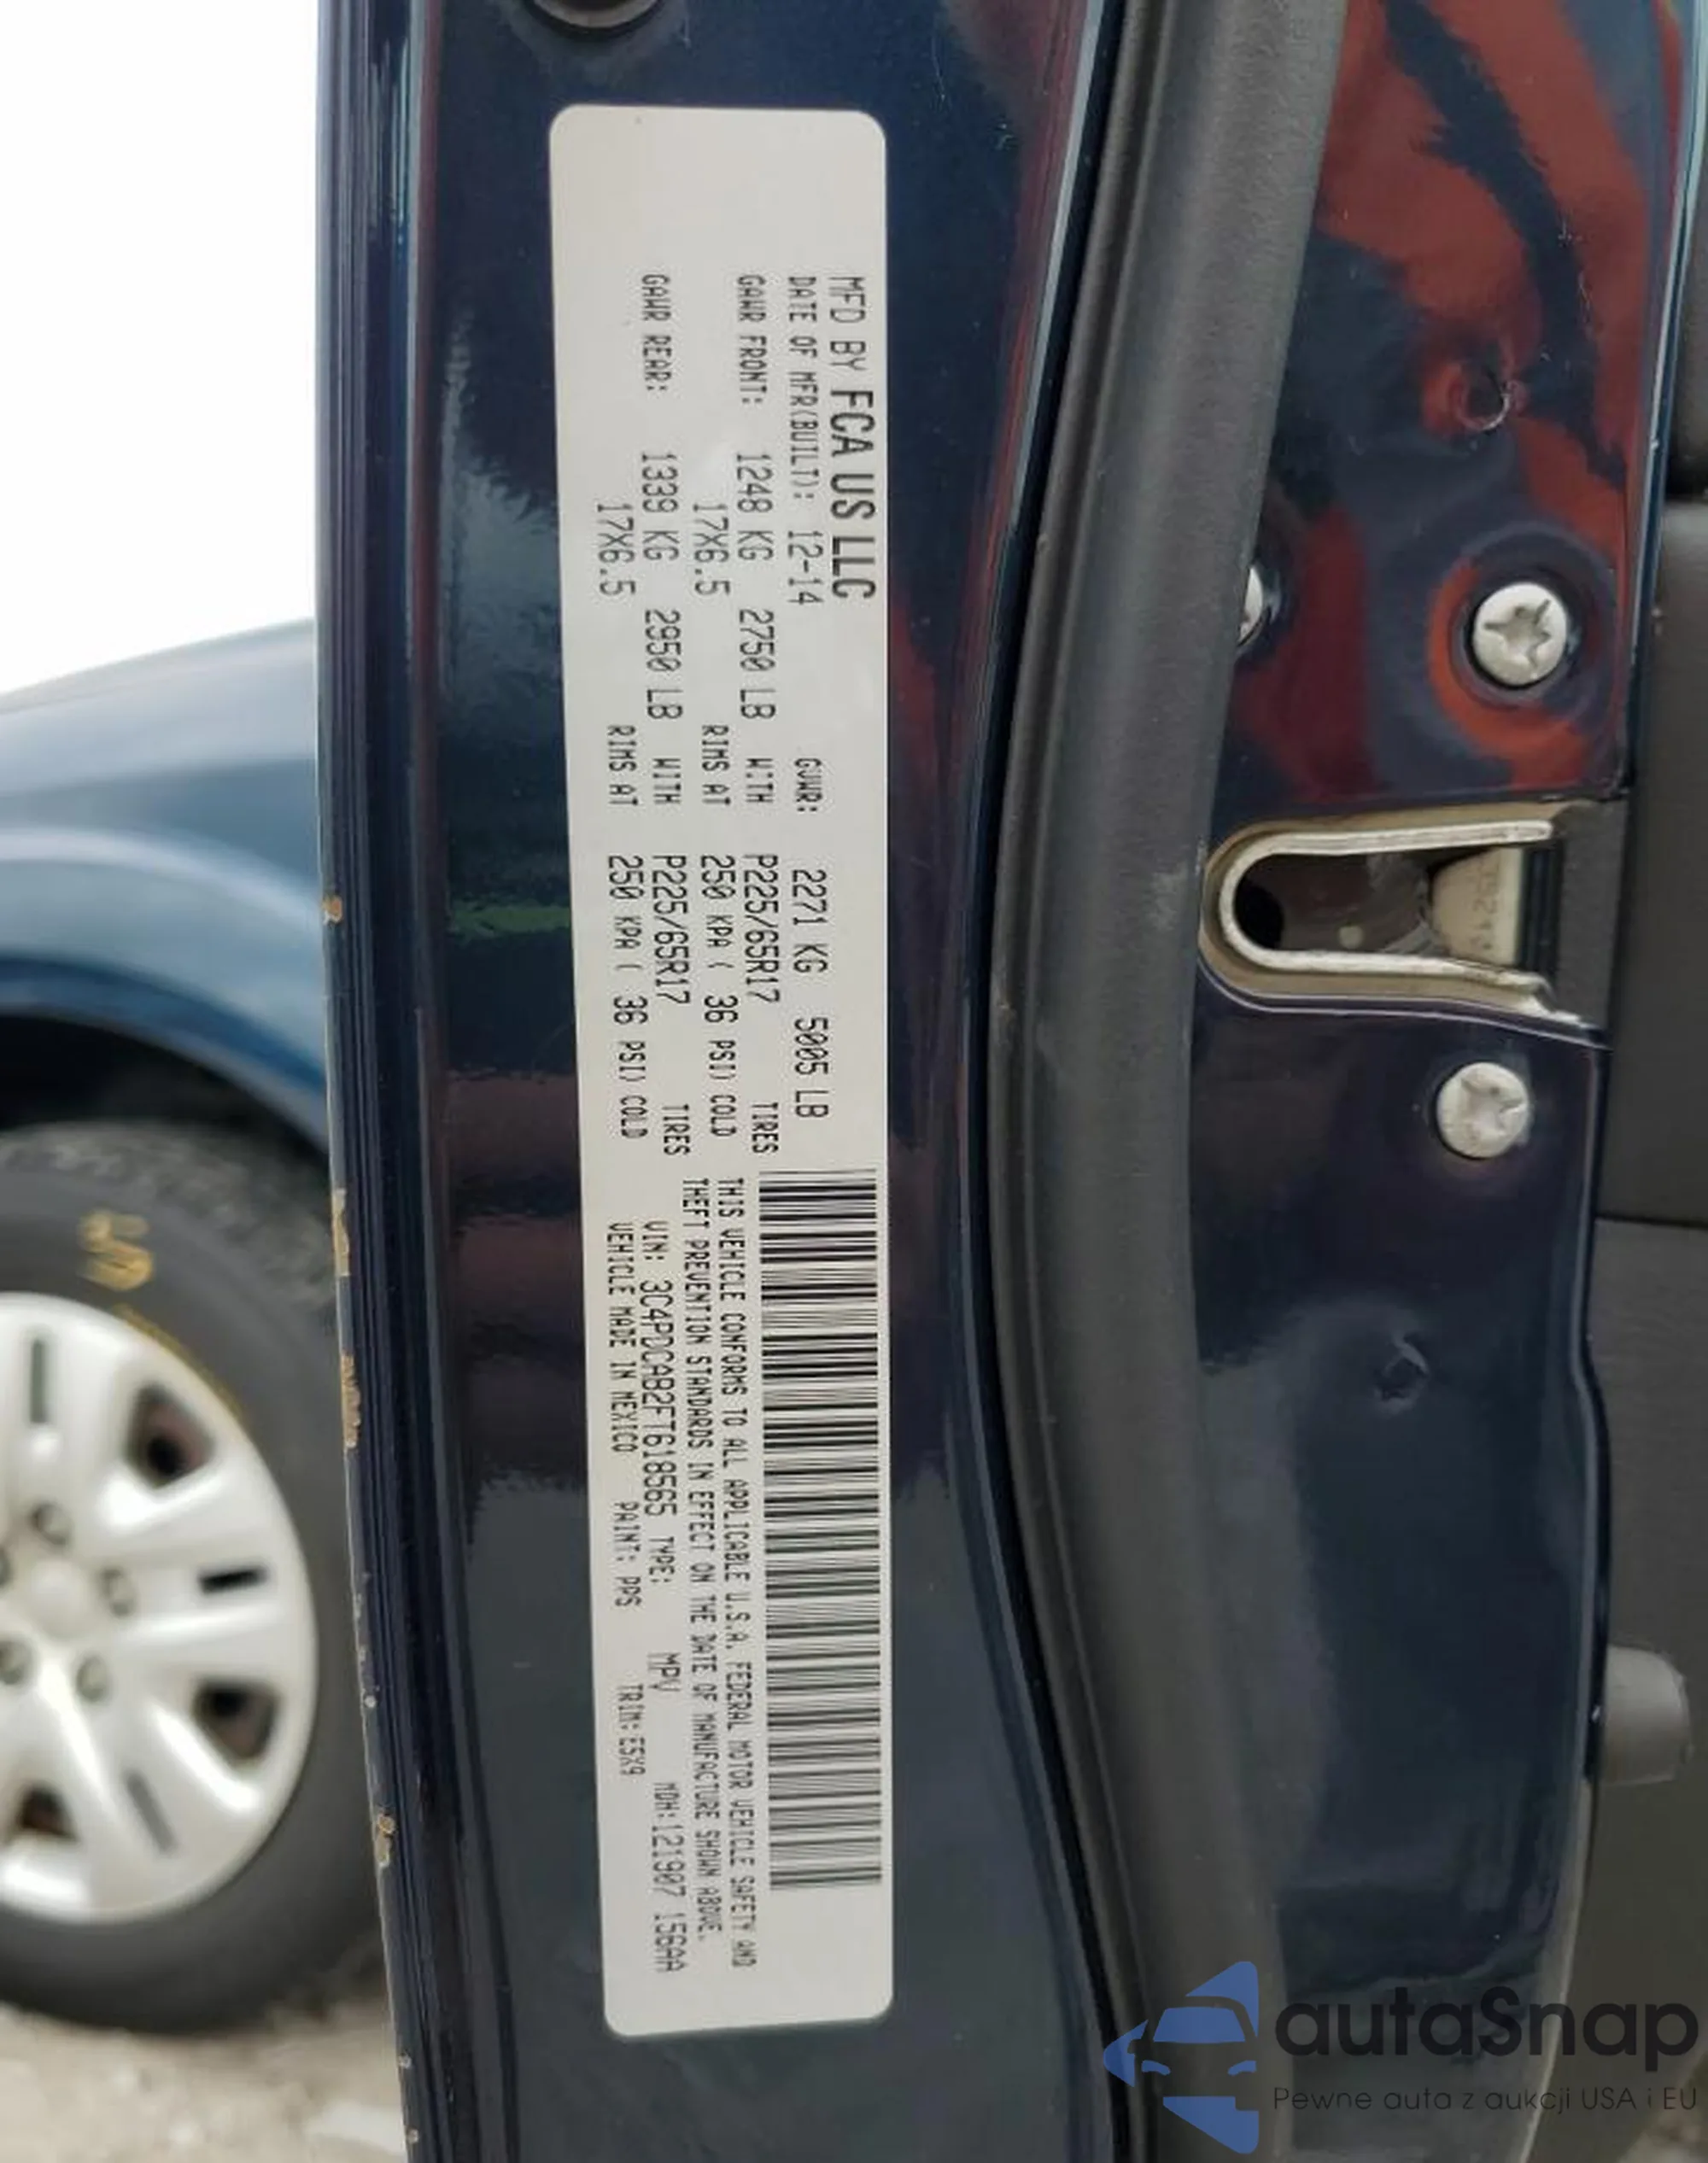 MFD BY FCA US LLC
DATE OF MFR(BUILT): 12-14 GVWR: 2271 KG 5005 LB
GAWR FRONT: 1248 KG 2750 LB WITH P225/65R17 TIRES
17X6.5 RIMS AT 250 KPA ( 36 PSI) COLD
GAWR REAR: 1339 KG 2950 LB WITH P225/65R17 TIRES
17X6.5 RIMS AT 250 KPA ( 36 PSI) COLD
THIS VEHICLE CONFORMS TO ALL APPLICABLE U.S.A. FEDERAL MOTOR VEHICLE SAFETY AND
THEFT PREVENTION STANDARDS IN EFFECT ON THE DATE OF MANUFACTURE SHOWN ABOVE.
VIN: 3C4PDCAB2FT618565 TYPE: MPV MDH:121907 156AA
VEHICLE MADE IN MEXICO PAINT: PPS TRIM: E5X9
autaSnap
Pewne auta z aukcji USA i EU